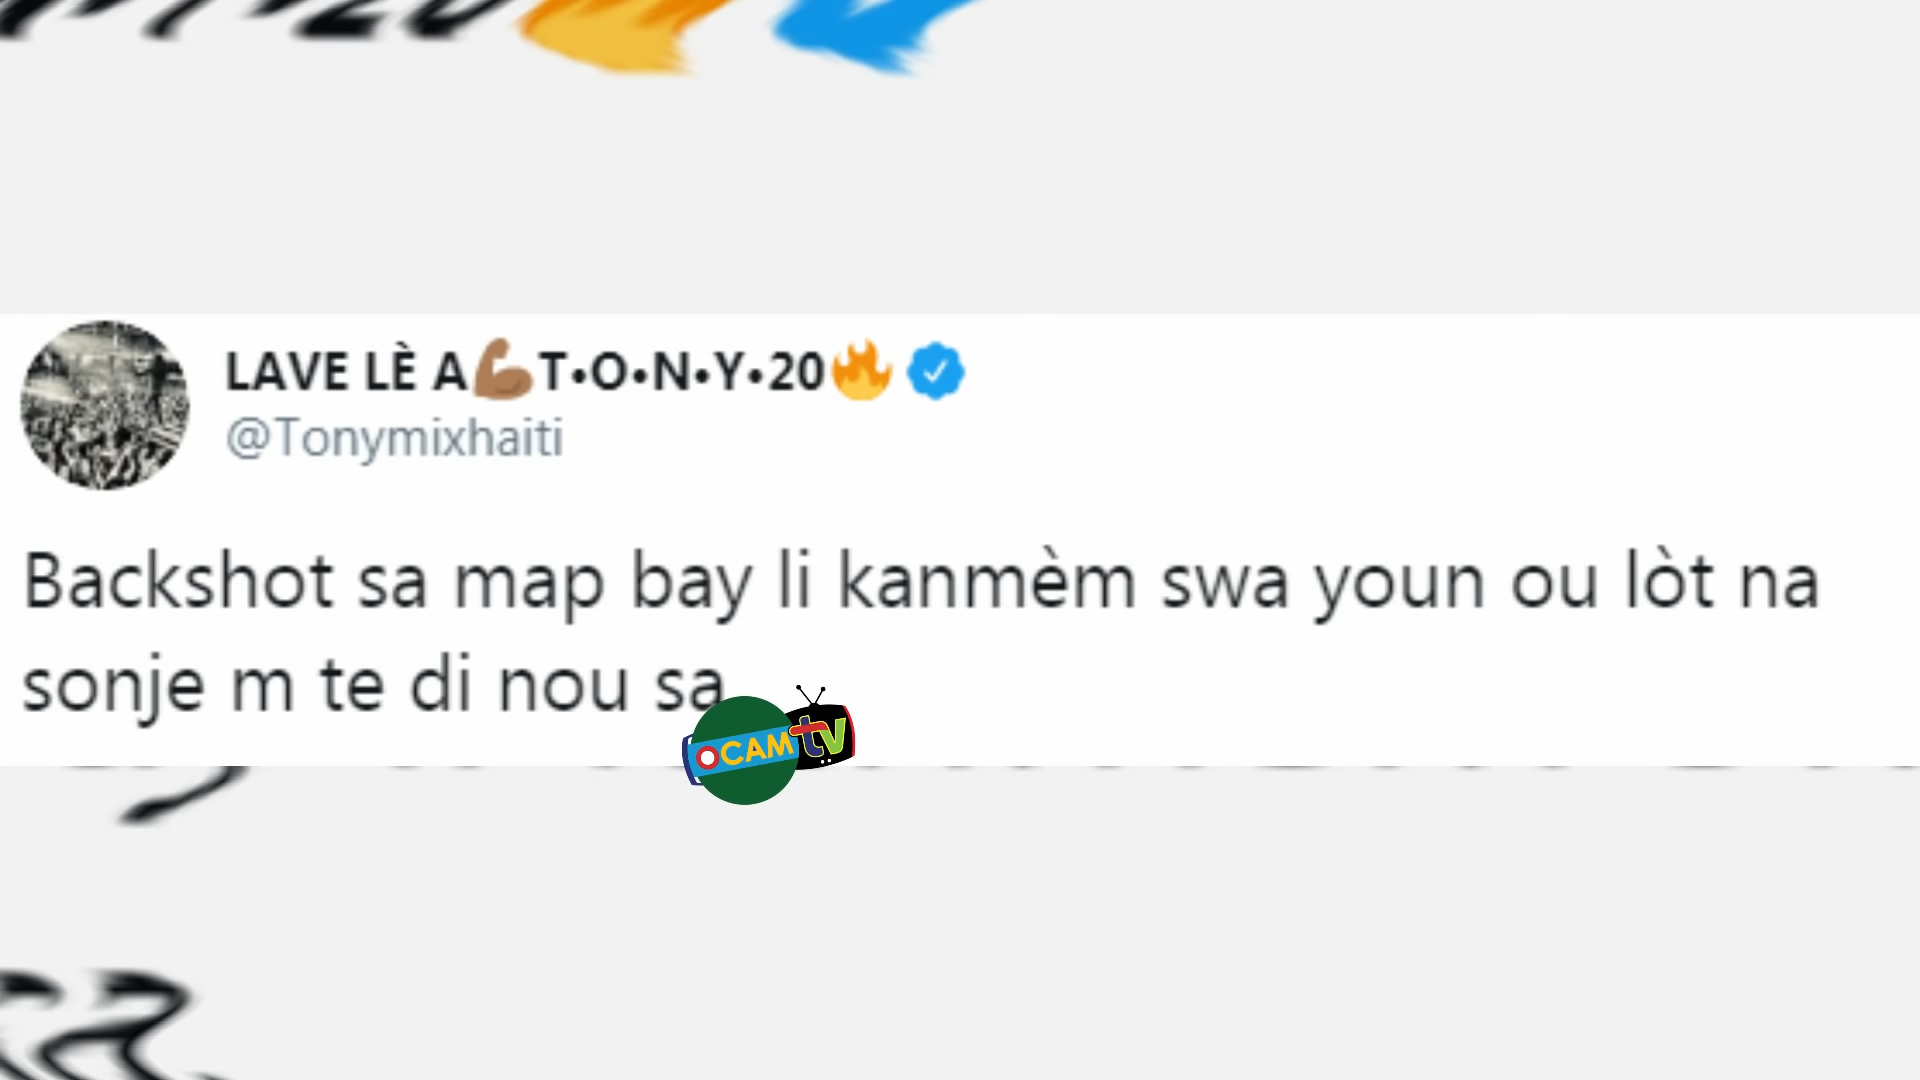 LAVE LÈ A💪🏽T•O•N•Y•20🔥
@Tonymixhaiti
Backshot sa map bay li kanmèm swa youn ou lòt na
sonje m te di nou sa
OCAM tv